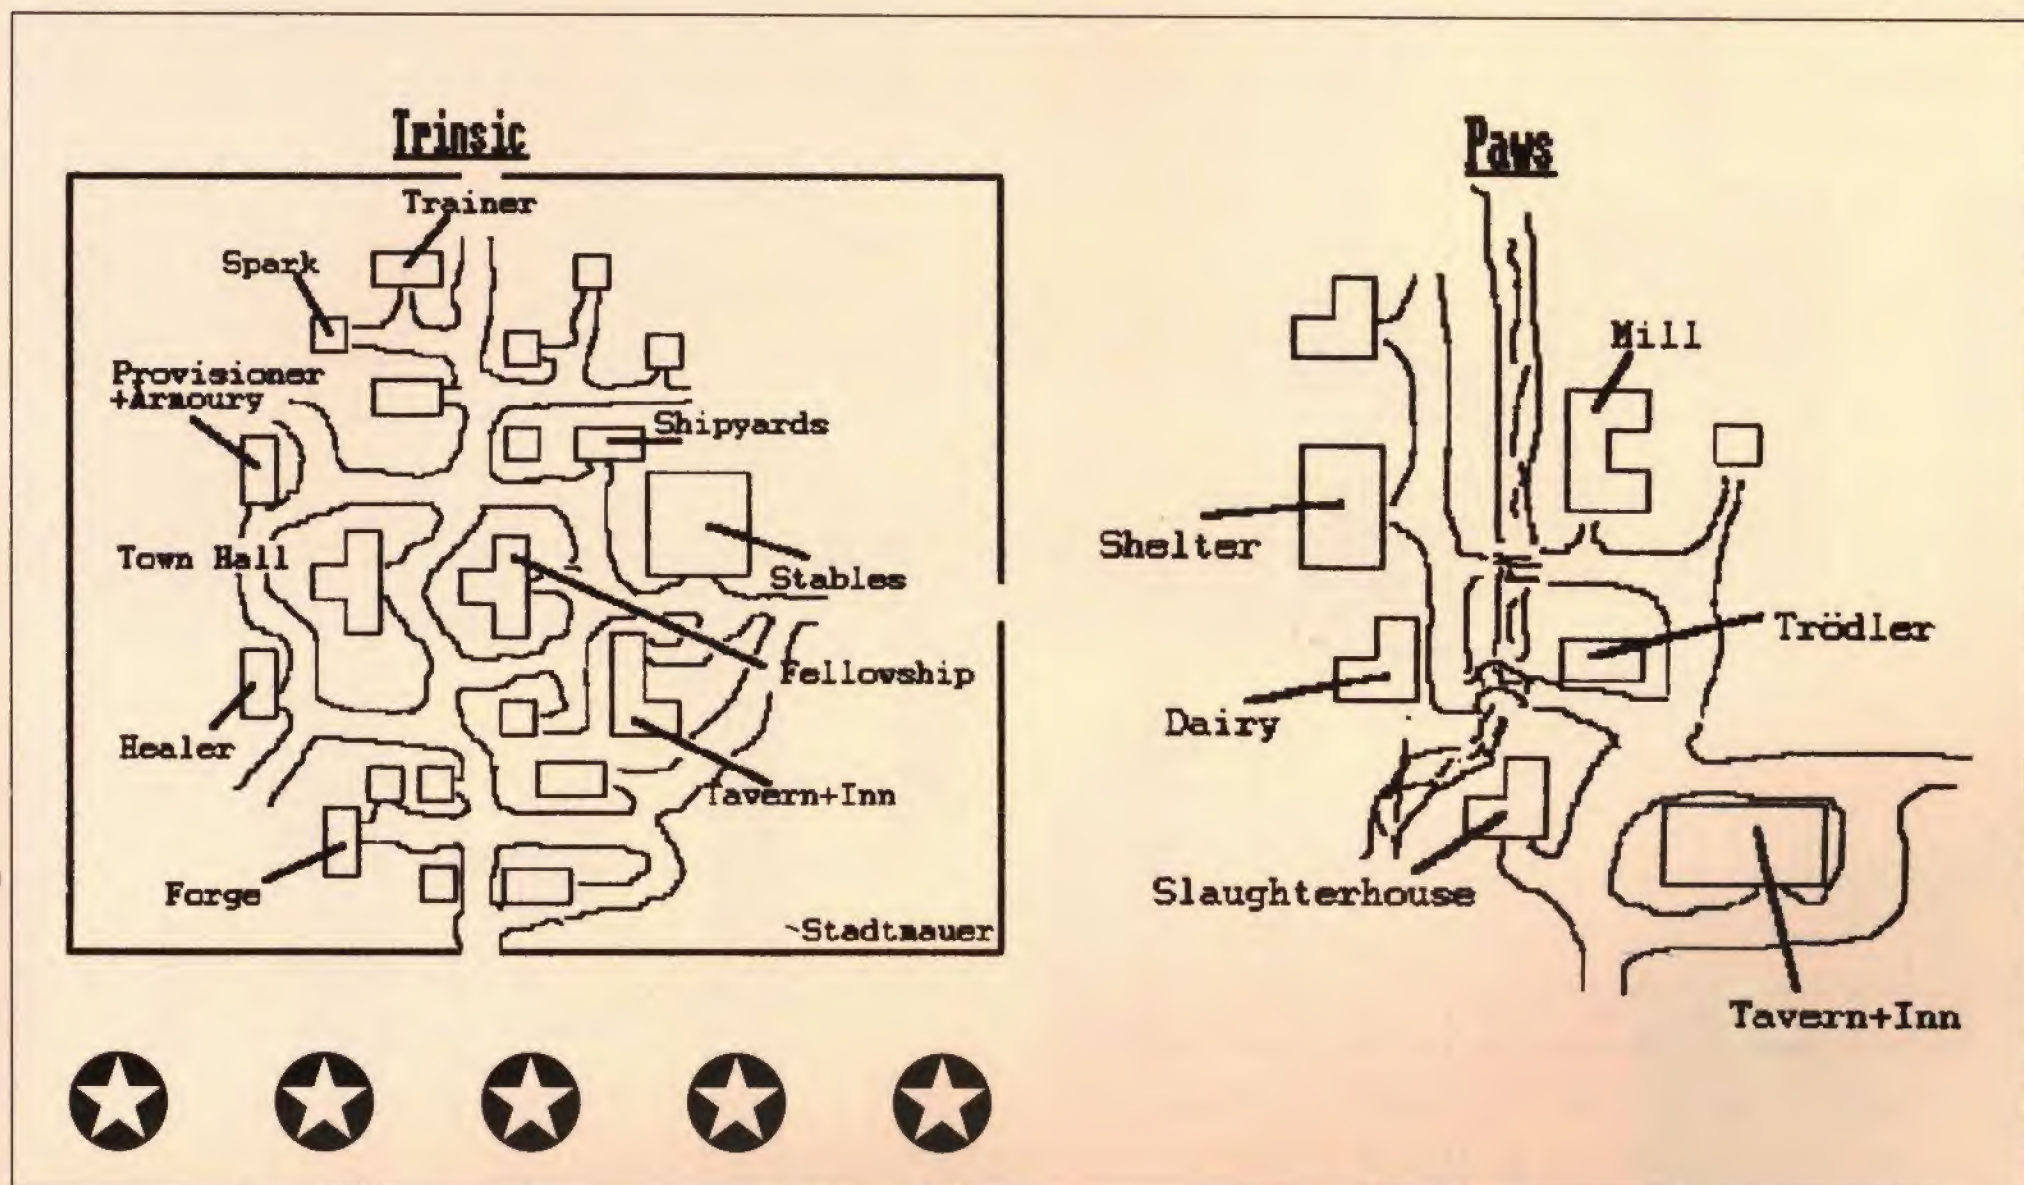 Trinsic
Trainer
Spark
Provisioner
+Armoury
Shipyards
Town Hall
Stables
Fellowship
Healer
Tavern+Inn
Forge
~Stadtmauer
Paws
Mill
Shelter
Trödler
Dairy
Slaughterhouse
Tavern+Inn